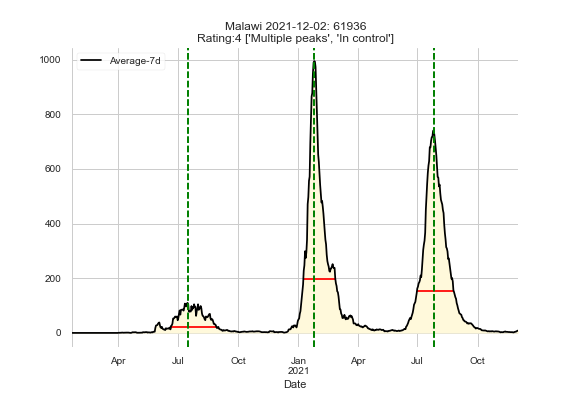 Malawi 2021-12-02: 61936
Rating:4 ['Multiple peaks', 'In control']
Average-7d
1000
800
600
400
200
0
Apr Jul Oct Jan Apr Jul Oct
2021
Date